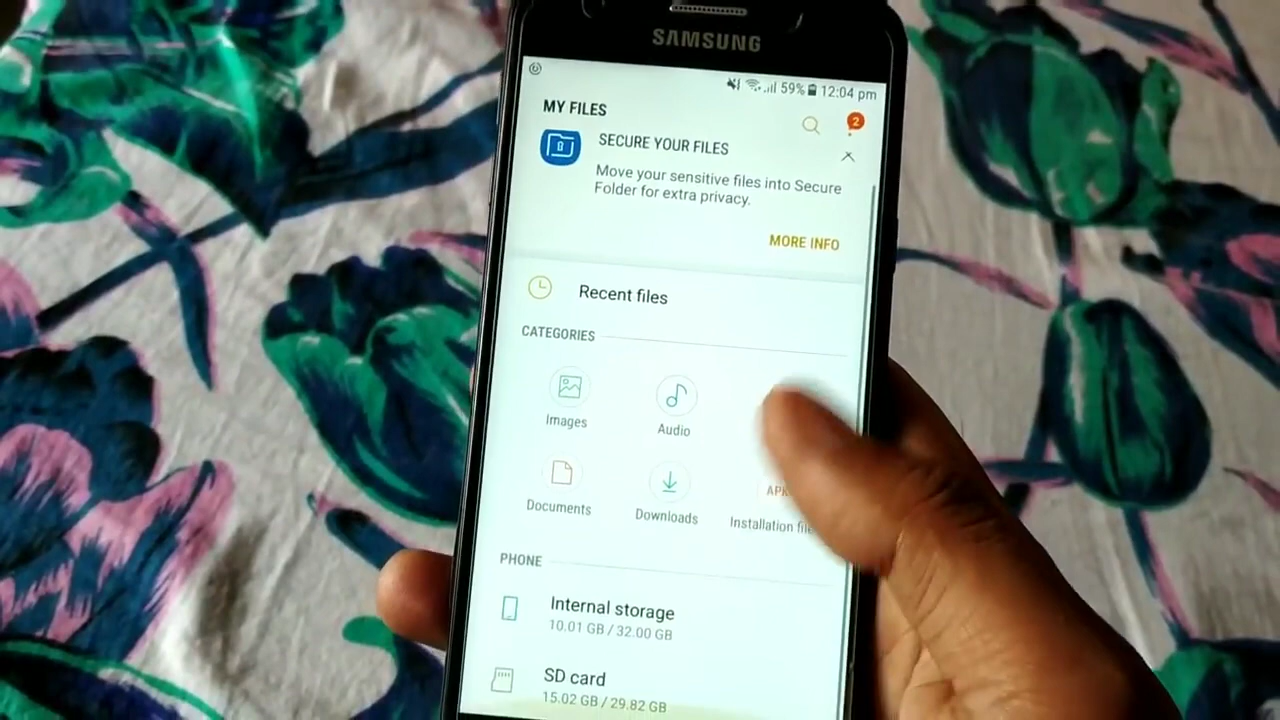 SAMSUNG
59% 12:04 pm
MY FILES
2
SECURE YOUR FILES
Move your sensitive files into Secure
Folder for extra privacy.
MORE INFO
Recent files
CATEGORIES
Images
Audio
Documents
Downloads
Installation
PHONE
Internal storage
10.01 GB / 32.00 GB
SD card
15.02 GB / 29.82 GB